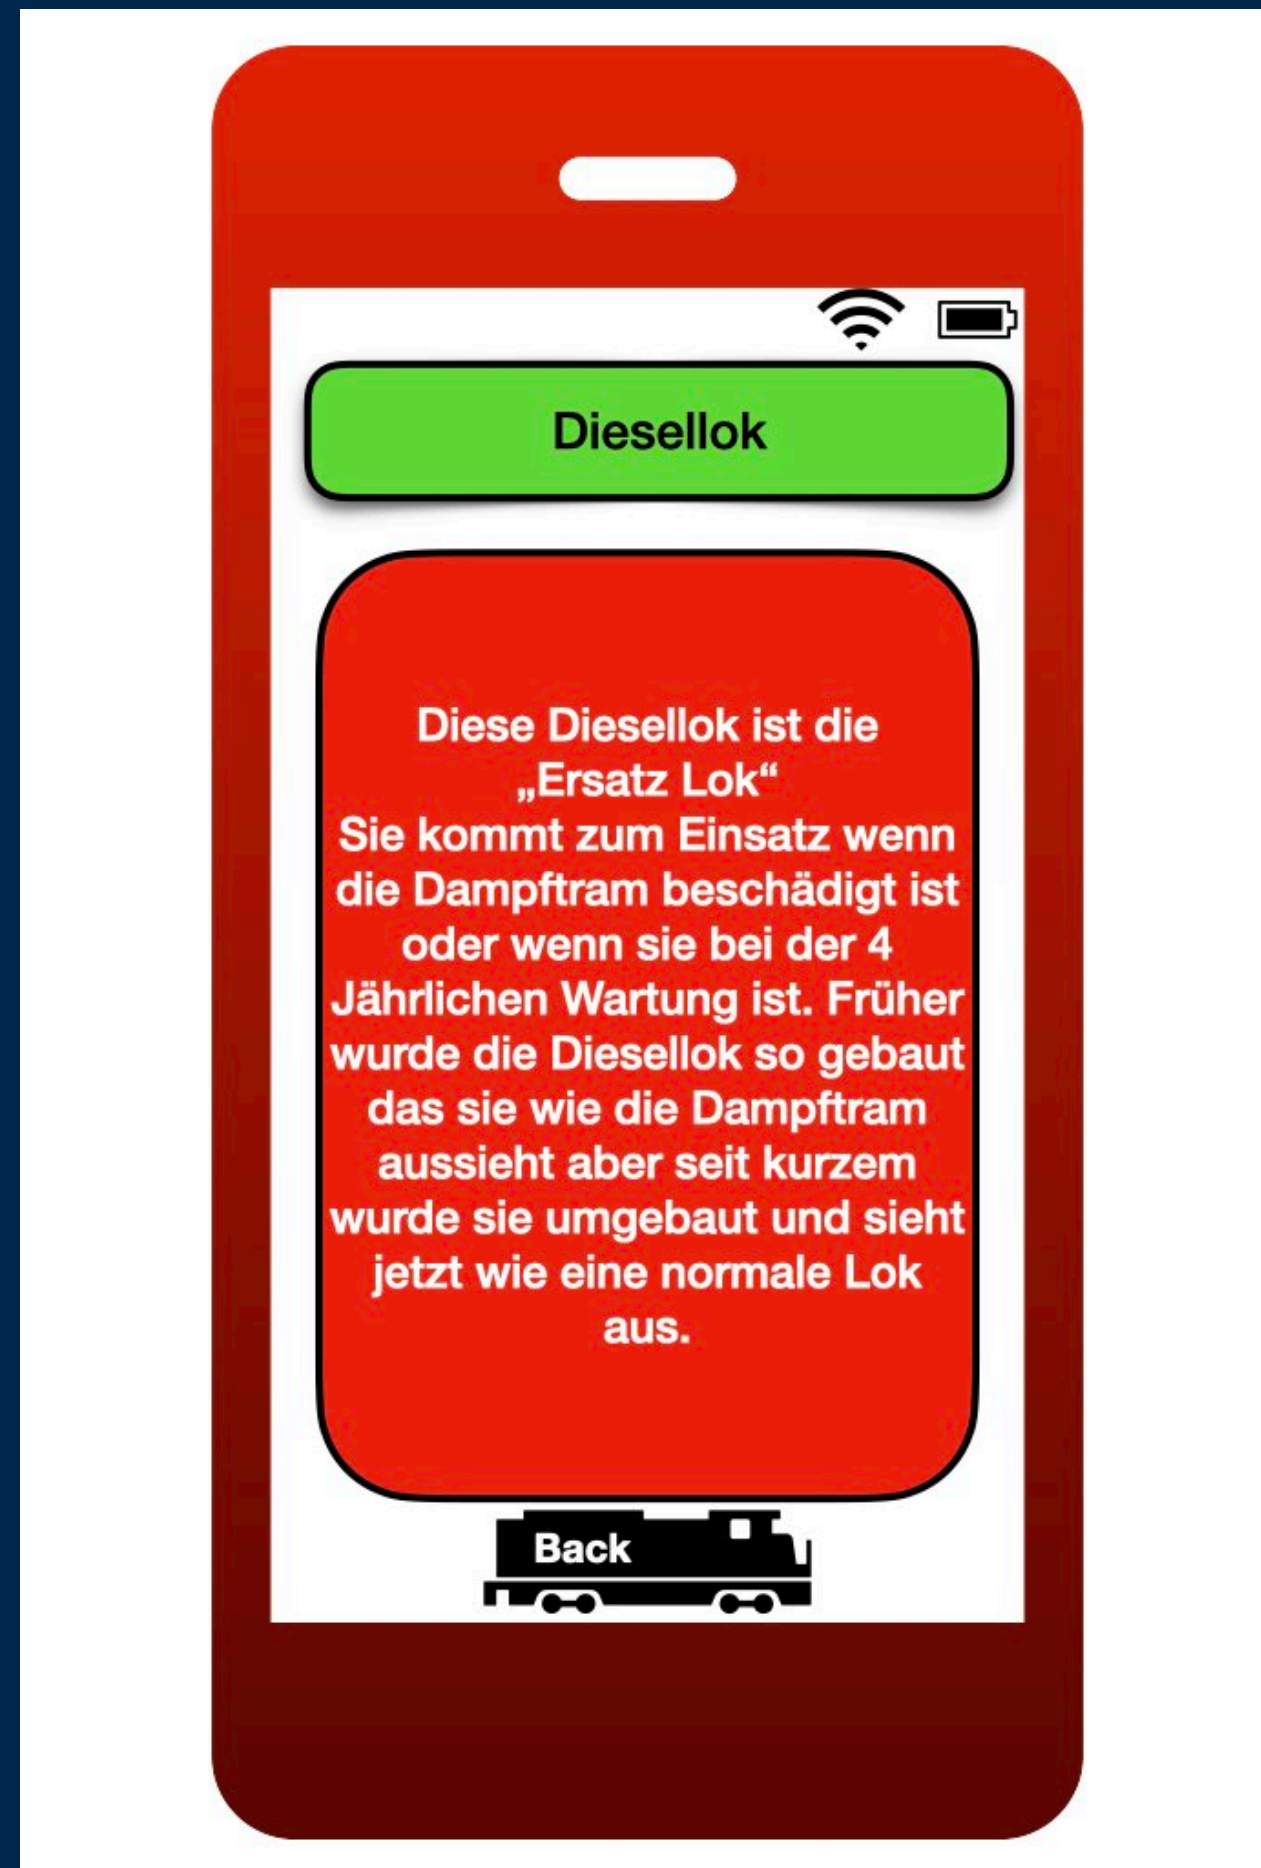 Diesellok
Diese Diesellok ist die
„Ersatz Lok“
Sie kommt zum Einsatz wenn
die Dampftram beschädigt ist
oder wenn sie bei der 4
Jährlichen Wartung ist. Früher
wurde die Diesellok so gebaut
das sie wie die Dampftram
aussieht aber seit kurzem
wurde sie umgebaut und sieht
jetzt wie eine normale Lok
aus.
Back